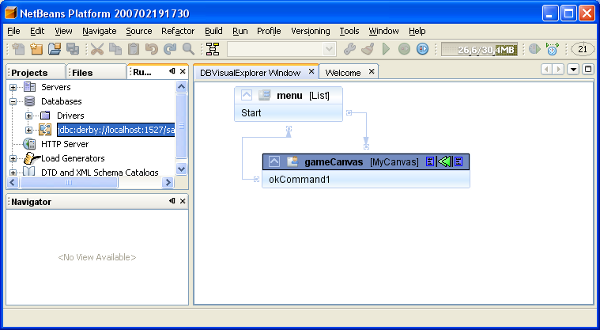 NetBeans Platform 200702191730
File Edit View Navigate Source Refactor Build Run Profile Versioning Tools Window Help
26,6/30,4MB
21
Projects Files Ru...
DBVisualExplorer Window Welcome
Servers
Databases
Drivers
jdbc:derby://localhost:1527/sa
HTTP Server
Load Generators
DTD and XML Schema Catalogs
Navigator
<No View Available>
menu [List]
Start
gameCanvas [MyCanvas]
okCommand1